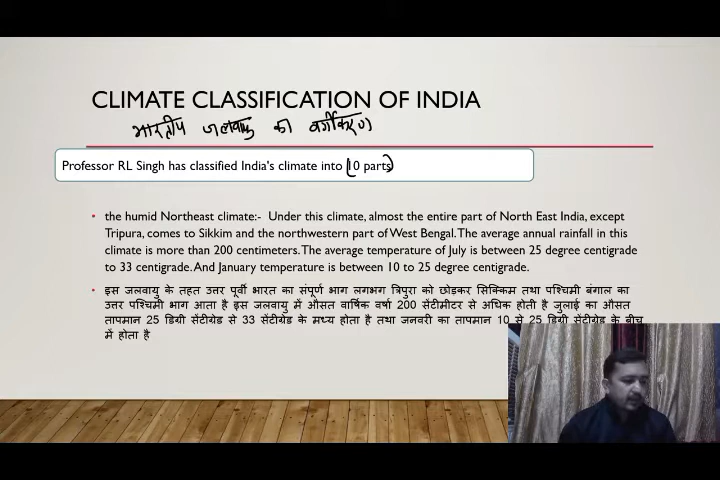 CLIMATE CLASSIFICATION OF INDIA
भारतीय जलवायु का वर्गीकरण
Professor RL Singh has classified India's climate into (10 parts)
• the humid Northeast climate:- Under this climate, almost the entire part of North East India, except
Tripura, comes to Sikkim and the northwestern part of West Bengal. The average annual rainfall in this
climate is more than 200 centimeters. The average temperature of July is between 25 degree centigrade
to 33 centigrade. And January temperature is between 10 to 25 degree centigrade.
• इस जलवायु के तहत उत्तर पूर्वी भारत का संपूर्ण भाग लगभग त्रिपुरा को छोड़कर सिक्किम तथा पश्चिमी बंगाल का
उत्तर पश्चिमी भाग आता है इस जलवायु में औसत वार्षिक वर्षा 200 सेंटीमीटर से अधिक होती है जुलाई का औसत
तापमान 25 डिग्री सेंटीग्रेड से 33 सेंटीग्रेड के मध्य होता है तथा जनवरी का तापमान 10 से 25 डिग्री सेंटीग्रेड के बीच
में होता है